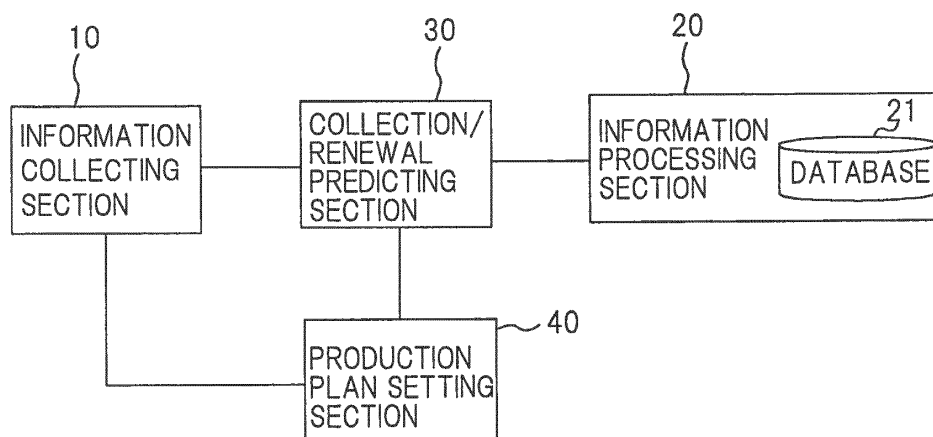 10
INFORMATION
COLLECTING
SECTION
30
COLLECTION/
RENEWAL
PREDICTING
SECTION
20
INFORMATION
PROCESSING
SECTION
21
DATABASE
40
PRODUCTION
PLAN SETTING
SECTION